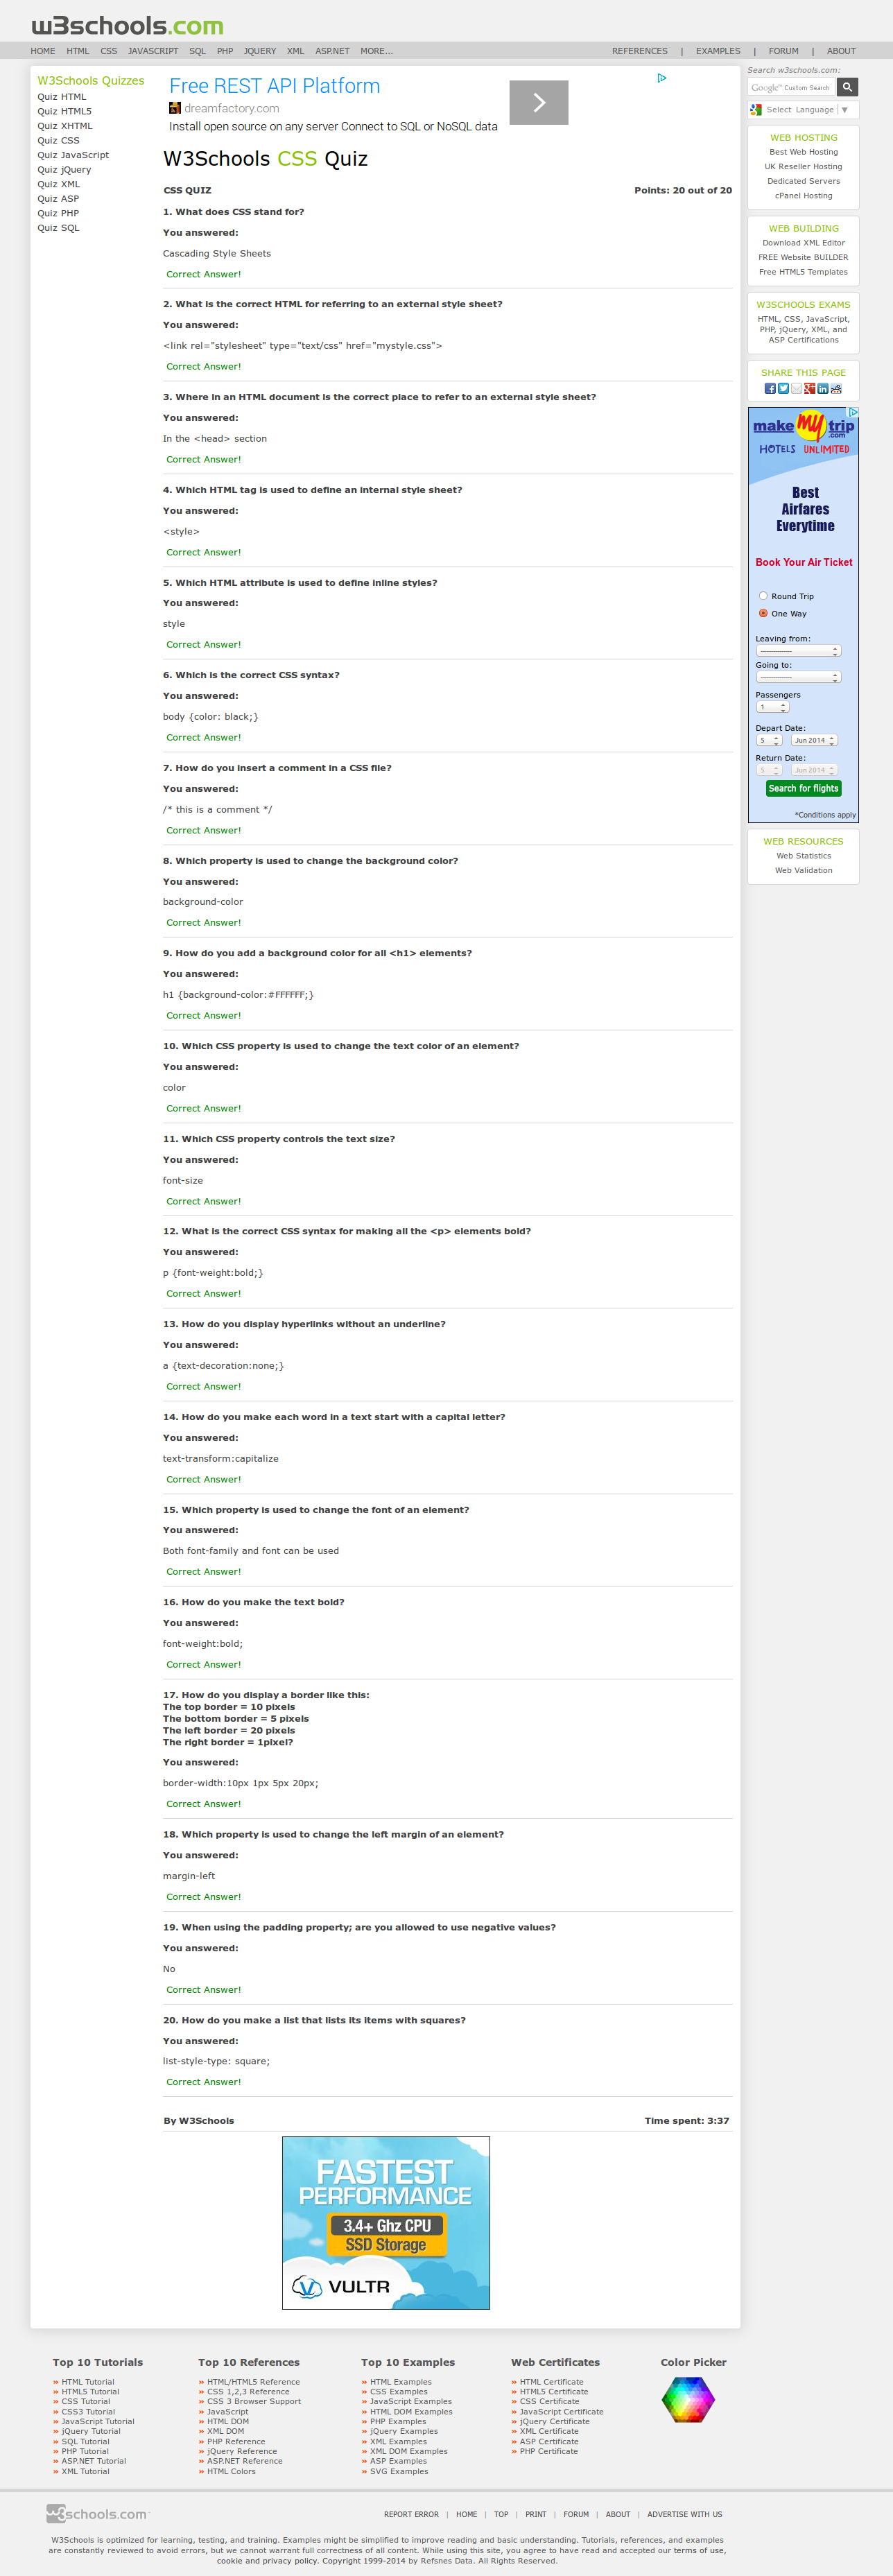 w3schools.com
HOME HTML CSS JAVASCRIPT SQL PHP JQUERY XML ASP.NET MORE... REFERENCES | EXAMPLES | FORUM | ABOUT
W3Schools Quizzes
Quiz HTML
Quiz HTML5
Quiz XHTML
Quiz CSS
Quiz JavaScript
Quiz jQuery
Quiz XML
Quiz ASP
Quiz PHP
Quiz SQL
Free REST API Platform
dreamfactory.com
Install open source on any server Connect to SQL or NoSQL data
W3Schools CSS Quiz
CSS QUIZ Points: 20 out of 20
1. What does CSS stand for?
You answered:
Cascading Style Sheets
Correct Answer!
2. What is the correct HTML for referring to an external style sheet?
You answered:
<link rel="stylesheet" type="text/css" href="mystyle.css">
Correct Answer!
3. Where in an HTML document is the correct place to refer to an external style sheet?
You answered:
In the <head> section
Correct Answer!
4. Which HTML tag is used to define an internal style sheet?
You answered:
<style>
Correct Answer!
5. Which HTML attribute is used to define inline styles?
You answered:
style
Correct Answer!
6. Which is the correct CSS syntax?
You answered:
body {color: black;}
Correct Answer!
7. How do you insert a comment in a CSS file?
You answered:
/* this is a comment */
Correct Answer!
8. Which property is used to change the background color?
You answered:
background-color
Correct Answer!
9. How do you add a background color for all <h1> elements?
You answered:
h1 {background-color:#FFFFFF;}
Correct Answer!
10. Which CSS property is used to change the text color of an element?
You answered:
color
Correct Answer!
11. Which CSS property controls the text size?
You answered:
font-size
Correct Answer!
12. What is the correct CSS syntax for making all the <p> elements bold?
You answered:
p {font-weight:bold;}
Correct Answer!
13. How do you display hyperlinks without an underline?
You answered:
a {text-decoration:none;}
Correct Answer!
14. How do you make each word in a text start with a capital letter?
You answered:
text-transform:capitalize
Correct Answer!
15. Which property is used to change the font of an element?
You answered:
Both font-family and font can be used
Correct Answer!
16. How do you make the text bold?
You answered:
font-weight:bold;
Correct Answer!
17. How do you display a border like this:
The top border = 10 pixels
The bottom border = 5 pixels
The left border = 20 pixels
The right border = 1pixel?
You answered:
border-width:10px 1px 5px 20px;
Correct Answer!
18. Which property is used to change the left margin of an element?
You answered:
margin-left
Correct Answer!
19. When using the padding property; are you allowed to use negative values?
You answered:
No
Correct Answer!
20. How do you make a list that lists its items with squares?
You answered:
list-style-type: square;
Correct Answer!
By W3Schools Time spent: 3:37
FASTEST
PERFORMANCE
3.4+ Ghz CPU
SSD Storage
VULTR
Search w3schools.com:
Google™ Custom Search
Select Language ▼
WEB HOSTING
Best Web Hosting
UK Reseller Hosting
Dedicated Servers
cPanel Hosting
WEB BUILDING
Download XML Editor
FREE Website BUILDER
Free HTML5 Templates
W3SCHOOLS EXAMS
HTML, CSS, JavaScript,
PHP, jQuery, XML, and
ASP Certifications
SHARE THIS PAGE
make my trip
.com
HOTELS UNLIMITED
Best
Airfares
Everytime
Book Your Air Ticket
Round Trip
One Way
Leaving from:
Going to:
Passengers
1
Depart Date:
5 Jun 2014
Return Date:
5 Jun 2014
Search for flights
*Conditions apply
WEB RESOURCES
Web Statistics
Web Validation
Top 10 Tutorials
» HTML Tutorial
» HTML5 Tutorial
» CSS Tutorial
» CSS3 Tutorial
» JavaScript Tutorial
» jQuery Tutorial
» SQL Tutorial
» PHP Tutorial
» ASP.NET Tutorial
» XML Tutorial
Top 10 References
» HTML/HTML5 Reference
» CSS 1,2,3 Reference
» CSS 3 Browser Support
» JavaScript
» HTML DOM
» XML DOM
» PHP Reference
» jQuery Reference
» ASP.NET Reference
» HTML Colors
Top 10 Examples
» HTML Examples
» CSS Examples
» JavaScript Examples
» HTML DOM Examples
» PHP Examples
» jQuery Examples
» XML Examples
» XML DOM Examples
» ASP Examples
» SVG Examples
Web Certificates
» HTML Certificate
» HTML5 Certificate
» CSS Certificate
» JavaScript Certificate
» jQuery Certificate
» XML Certificate
» ASP Certificate
» PHP Certificate
Color Picker
w3schools.com
REPORT ERROR | HOME | TOP | PRINT | FORUM | ABOUT | ADVERTISE WITH US
W3Schools is optimized for learning, testing, and training. Examples might be simplified to improve reading and basic understanding. Tutorials, references, and examples
are constantly reviewed to avoid errors, but we cannot warrant full correctness of all content. While using this site, you agree to have read and accepted our terms of use,
cookie and privacy policy. Copyright 1999-2014 by Refsnes Data. All Rights Reserved.